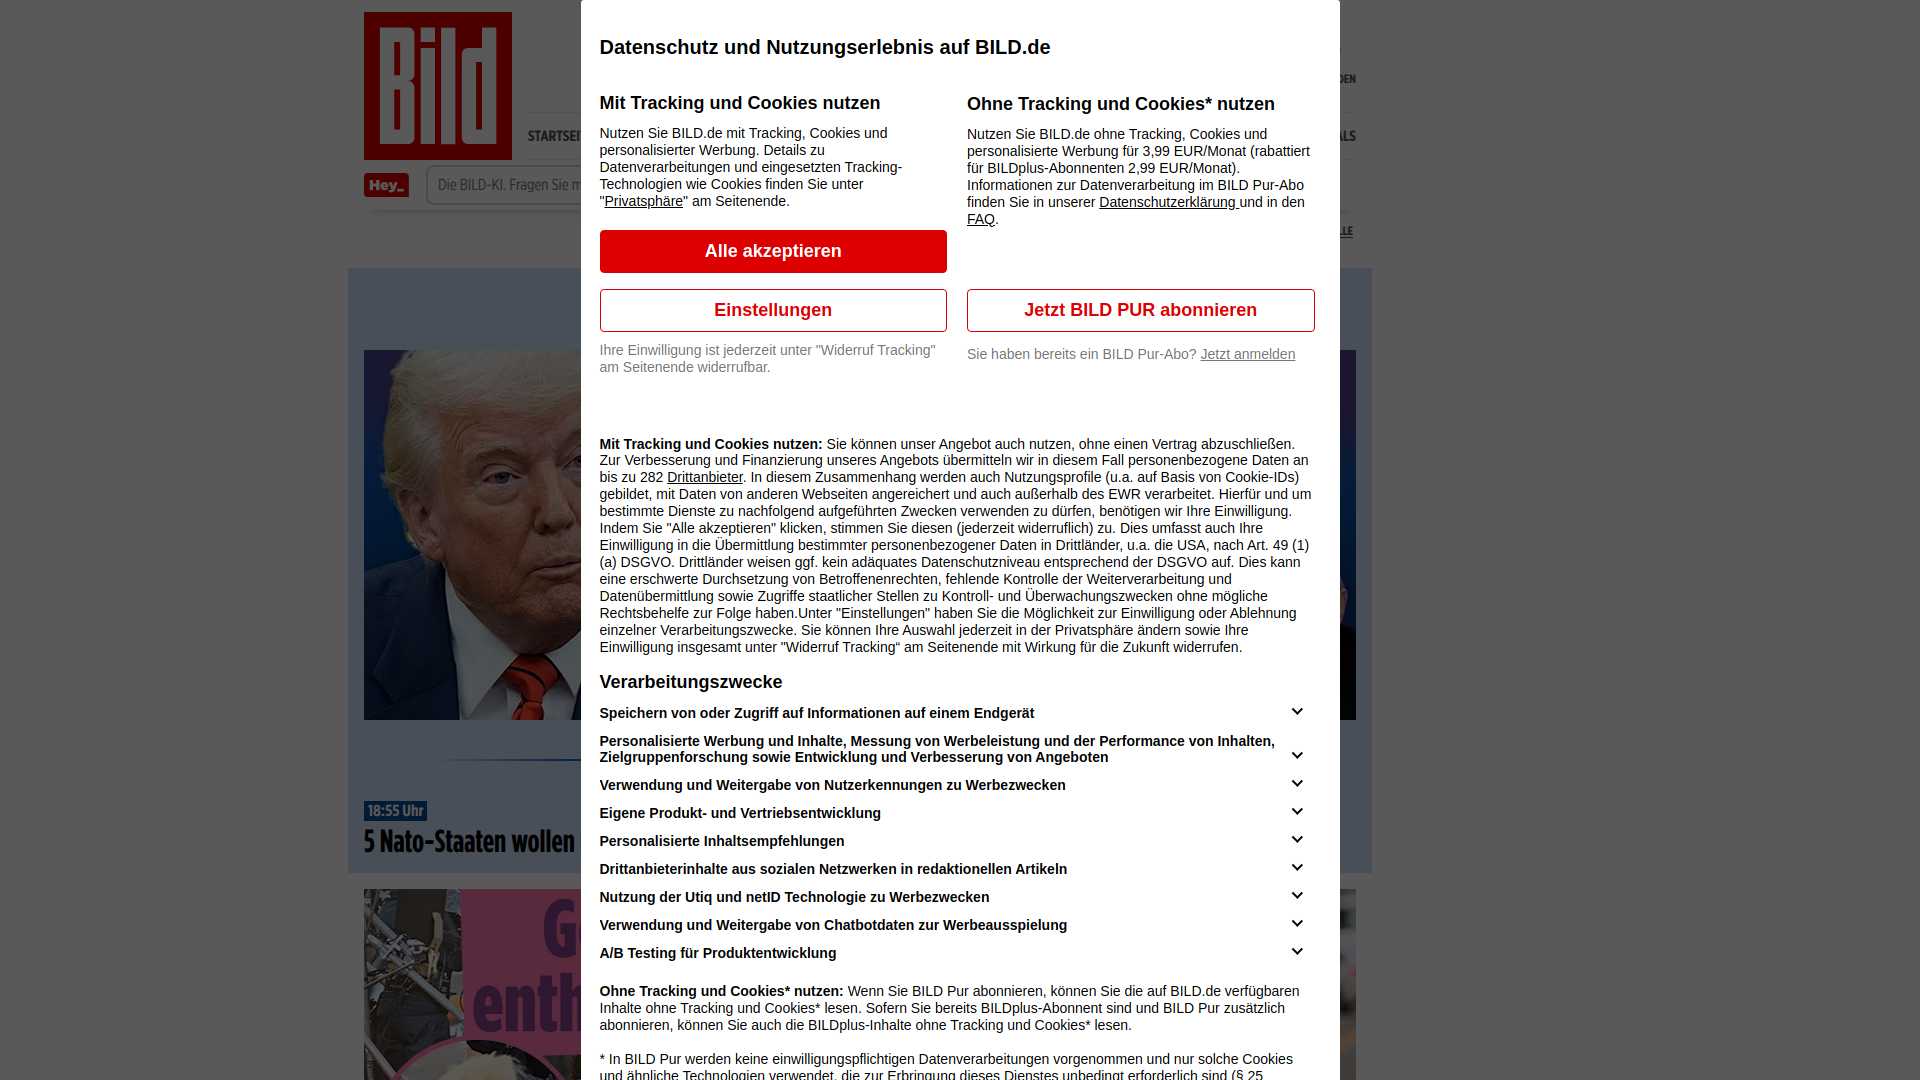 Bild
DEN
STARTSEI
ALS
Hey_
Die BILD-KI. Fragen Sie m
LLE
Datenschutz und Nutzungserlebnis auf BILD.de
Mit Tracking und Cookies nutzen
Nutzen Sie BILD.de mit Tracking, Cookies und
personalisierter Werbung. Details zu
Datenverarbeitungen und eingesetzten Tracking-
Technologien wie Cookies finden Sie unter
"Privatsphäre" am Seitenende.
Alle akzeptieren
Einstellungen
Ihre Einwilligung ist jederzeit unter "Widerruf Tracking"
am Seitenende widerrufbar.
Ohne Tracking und Cookies* nutzen
Nutzen Sie BILD.de ohne Tracking, Cookies und
personalisierte Werbung für 3,99 EUR/Monat (rabattiert
für BILDplus-Abonnenten 2,99 EUR/Monat).
Informationen zur Datenverarbeitung im BILD Pur-Abo
finden Sie in unserer Datenschutzerklärung und in den
FAQ.
Jetzt BILD PUR abonnieren
Sie haben bereits ein BILD Pur-Abo? Jetzt anmelden
Mit Tracking und Cookies nutzen: Sie können unser Angebot auch nutzen, ohne einen Vertrag abzuschließen.
Zur Verbesserung und Finanzierung unseres Angebots übermitteln wir in diesem Fall personenbezogene Daten an
bis zu 282 Drittanbieter. In diesem Zusammenhang werden auch Nutzungsprofile (u.a. auf Basis von Cookie-IDs)
gebildet, mit Daten von anderen Webseiten angereichert und auch außerhalb des EWR verarbeitet. Hierfür und um
bestimmte Dienste zu nachfolgend aufgeführten Zwecken verwenden zu dürfen, benötigen wir Ihre Einwilligung.
Indem Sie "Alle akzeptieren" klicken, stimmen Sie diesen (jederzeit widerruflich) zu. Dies umfasst auch Ihre
Einwilligung in die Übermittlung bestimmter personenbezogener Daten in Drittländer, u.a. die USA, nach Art. 49 (1)
(a) DSGVO. Drittländer weisen ggf. kein adäquates Datenschutzniveau entsprechend der DSGVO auf. Dies kann
eine erschwerte Durchsetzung von Betroffenenrechten, fehlende Kontrolle der Weiterverarbeitung und
Datenübermittlung sowie Zugriffe staatlicher Stellen zu Kontroll- und Überwachungszwecken ohne mögliche
Rechtsbehelfe zur Folge haben.Unter "Einstellungen" haben Sie die Möglichkeit zur Einwilligung oder Ablehnung
einzelner Verarbeitungszwecke. Sie können Ihre Auswahl jederzeit in der Privatsphäre ändern sowie Ihre
Einwilligung insgesamt unter "Widerruf Tracking“ am Seitenende mit Wirkung für die Zukunft widerrufen.
Verarbeitungszwecke
Speichern von oder Zugriff auf Informationen auf einem Endgerät
Personalisierte Werbung und Inhalte, Messung von Werbeleistung und der Performance von Inhalten,
Zielgruppenforschung sowie Entwicklung und Verbesserung von Angeboten
Verwendung und Weitergabe von Nutzerkennungen zu Werbezwecken
Eigene Produkt- und Vertriebsentwicklung
Personalisierte Inhaltsempfehlungen
Drittanbieterinhalte aus sozialen Netzwerken in redaktionellen Artikeln
Nutzung der Utiq und netID Technologie zu Werbezwecken
Verwendung und Weitergabe von Chatbotdaten zur Werbeausspielung
A/B Testing für Produktentwicklung
Ohne Tracking und Cookies* nutzen: Wenn Sie BILD Pur abonnieren, können Sie die auf BILD.de verfügbaren
Inhalte ohne Tracking und Cookies* lesen. Sofern Sie bereits BILDplus-Abonnent sind und BILD Pur zusätzlich
abonnieren, können Sie auch die BILDplus-Inhalte ohne Tracking und Cookies* lesen.
* In BILD Pur werden keine einwilligungspflichtigen Datenverarbeitungen vorgenommen und nur solche Cookies
und ähnliche Technologien verwendet, die zur Erbringung dieses Dienstes unbedingt erforderlich sind (§ 25
18:55 Uhr
5 Nato-Staaten wollen
G
enth